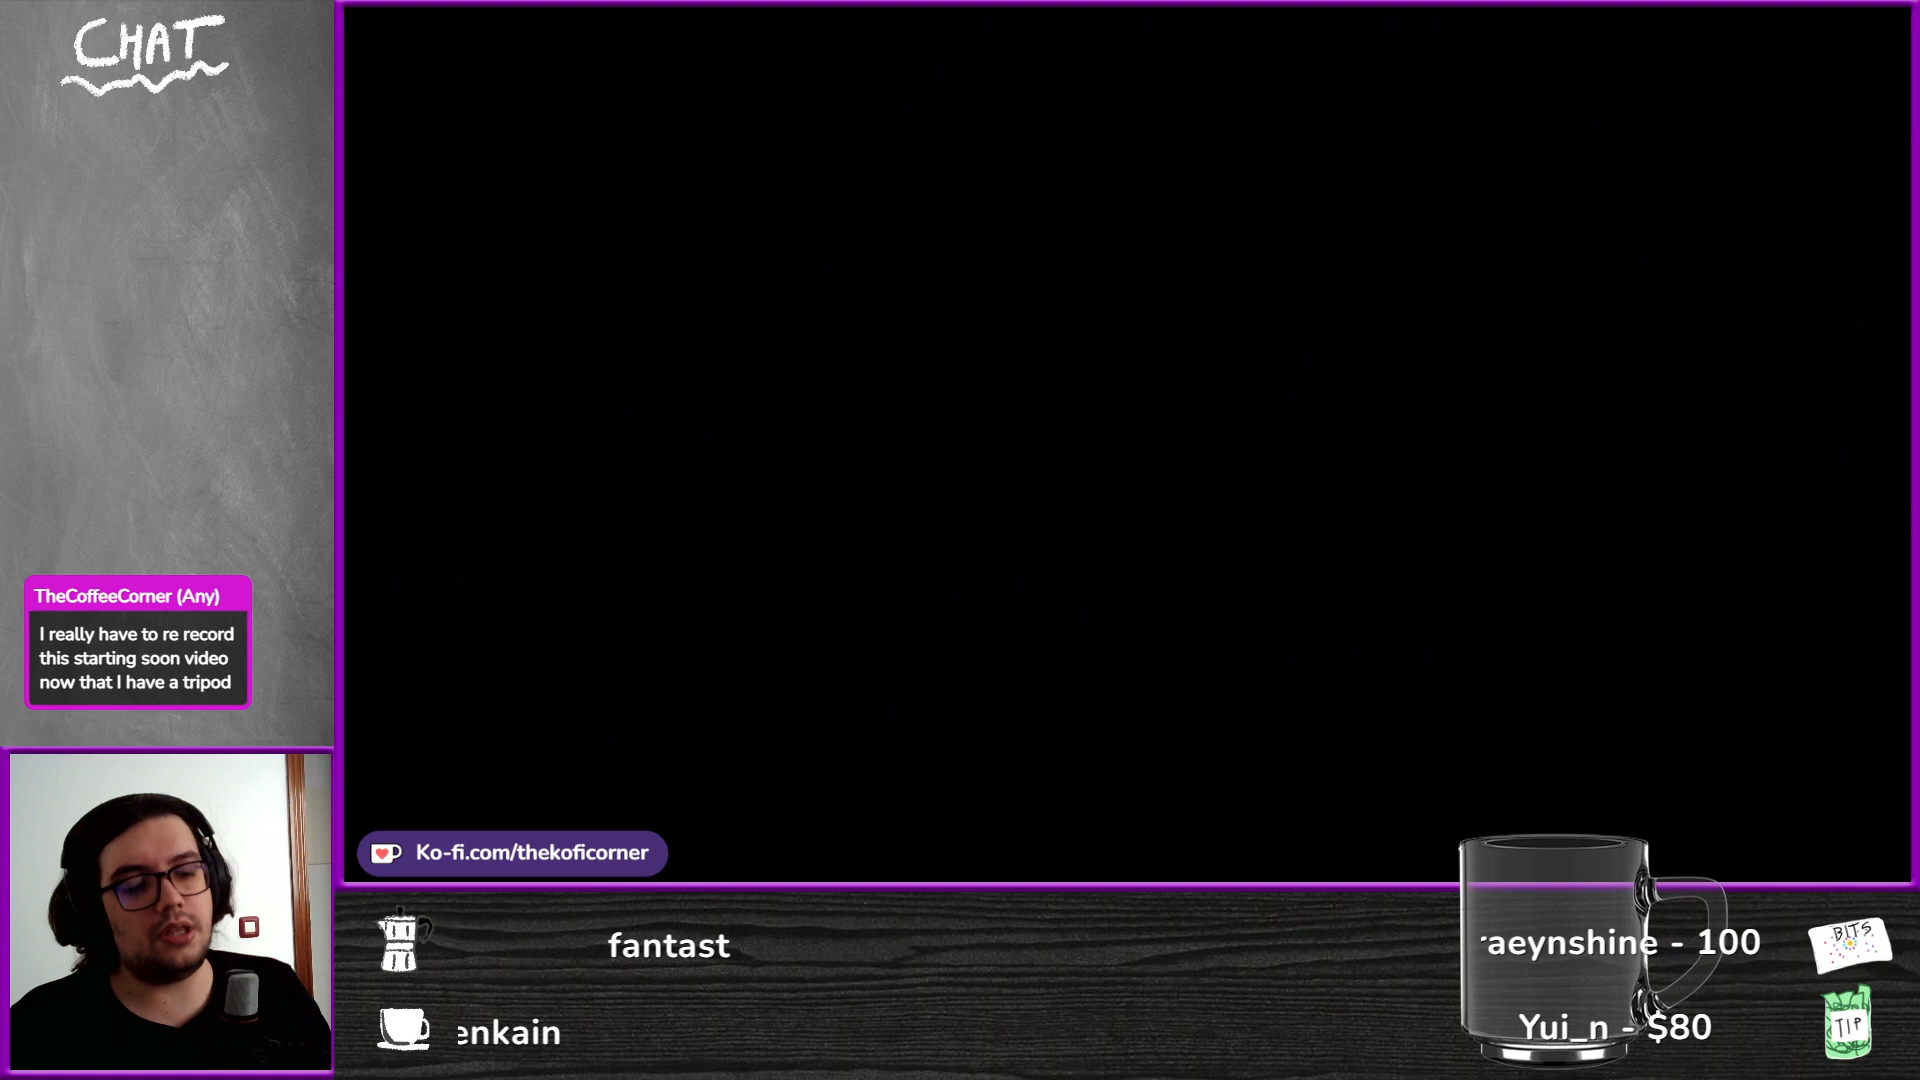 CHAT
TheCoffeeCorner (Any)
I really have to re record
this starting soon video
now that I have a tripod
Ko-fi.com/thekoficorner
fantast
aeynshine - 100
BITS
enkain
Yui_n - $80
TIP